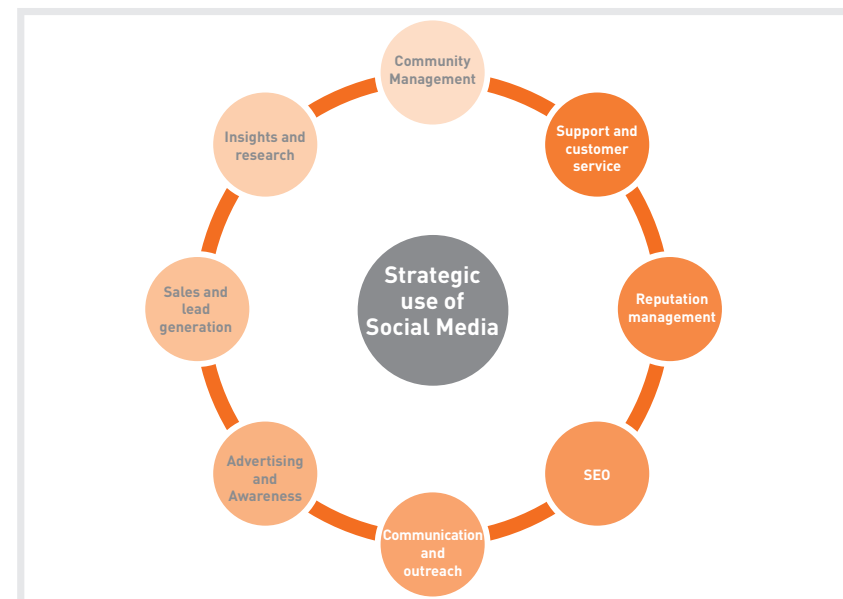 Community
Management
Support and
customer
service
Reputation
management
SEO
Communication
and
outreach
Advertising
and
Awareness
Sales and
lead
generation
Insights and
research
Strategic
use of
Social Media